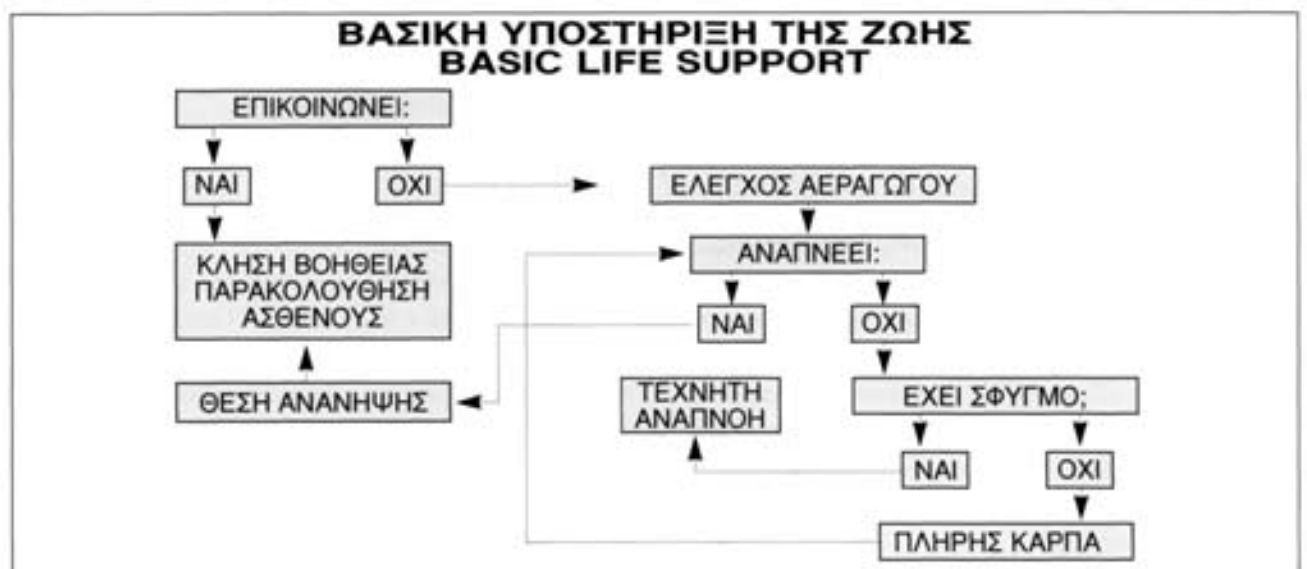 ΒΑΣΙΚΗ ΥΠΟΣΤΗΡΙΞΗ ΤΗΣ ΖΩΗΣ
BASIC LIFE SUPPORT
ΕΠΙΚΟΙΝΩΝΕΙ:
ΝΑΙ
ΟΧΙ
ΚΛΗΣΗ ΒΟΗΘΕΙΑΣ
ΠΑΡΑΚΟΛΟΥΘΗΣΗ
ΑΣΘΕΝΟΥΣ
ΘΕΣΗ ΑΝΑΝΗΨΗΣ
ΕΛΕΓΧΟΣ ΑΕΡΑΓΩΓΟΥ
ΑΝΑΠΝΕΕΙ:
ΝΑΙ
ΟΧΙ
ΤΕΧΝΗΤΗ
ΑΝΑΠΝΟΗ
ΕΧΕΙ ΣΦΥΓΜΟ;
ΝΑΙ
ΟΧΙ
ΠΛΗΡΗΣ ΚΑΡΠΑ